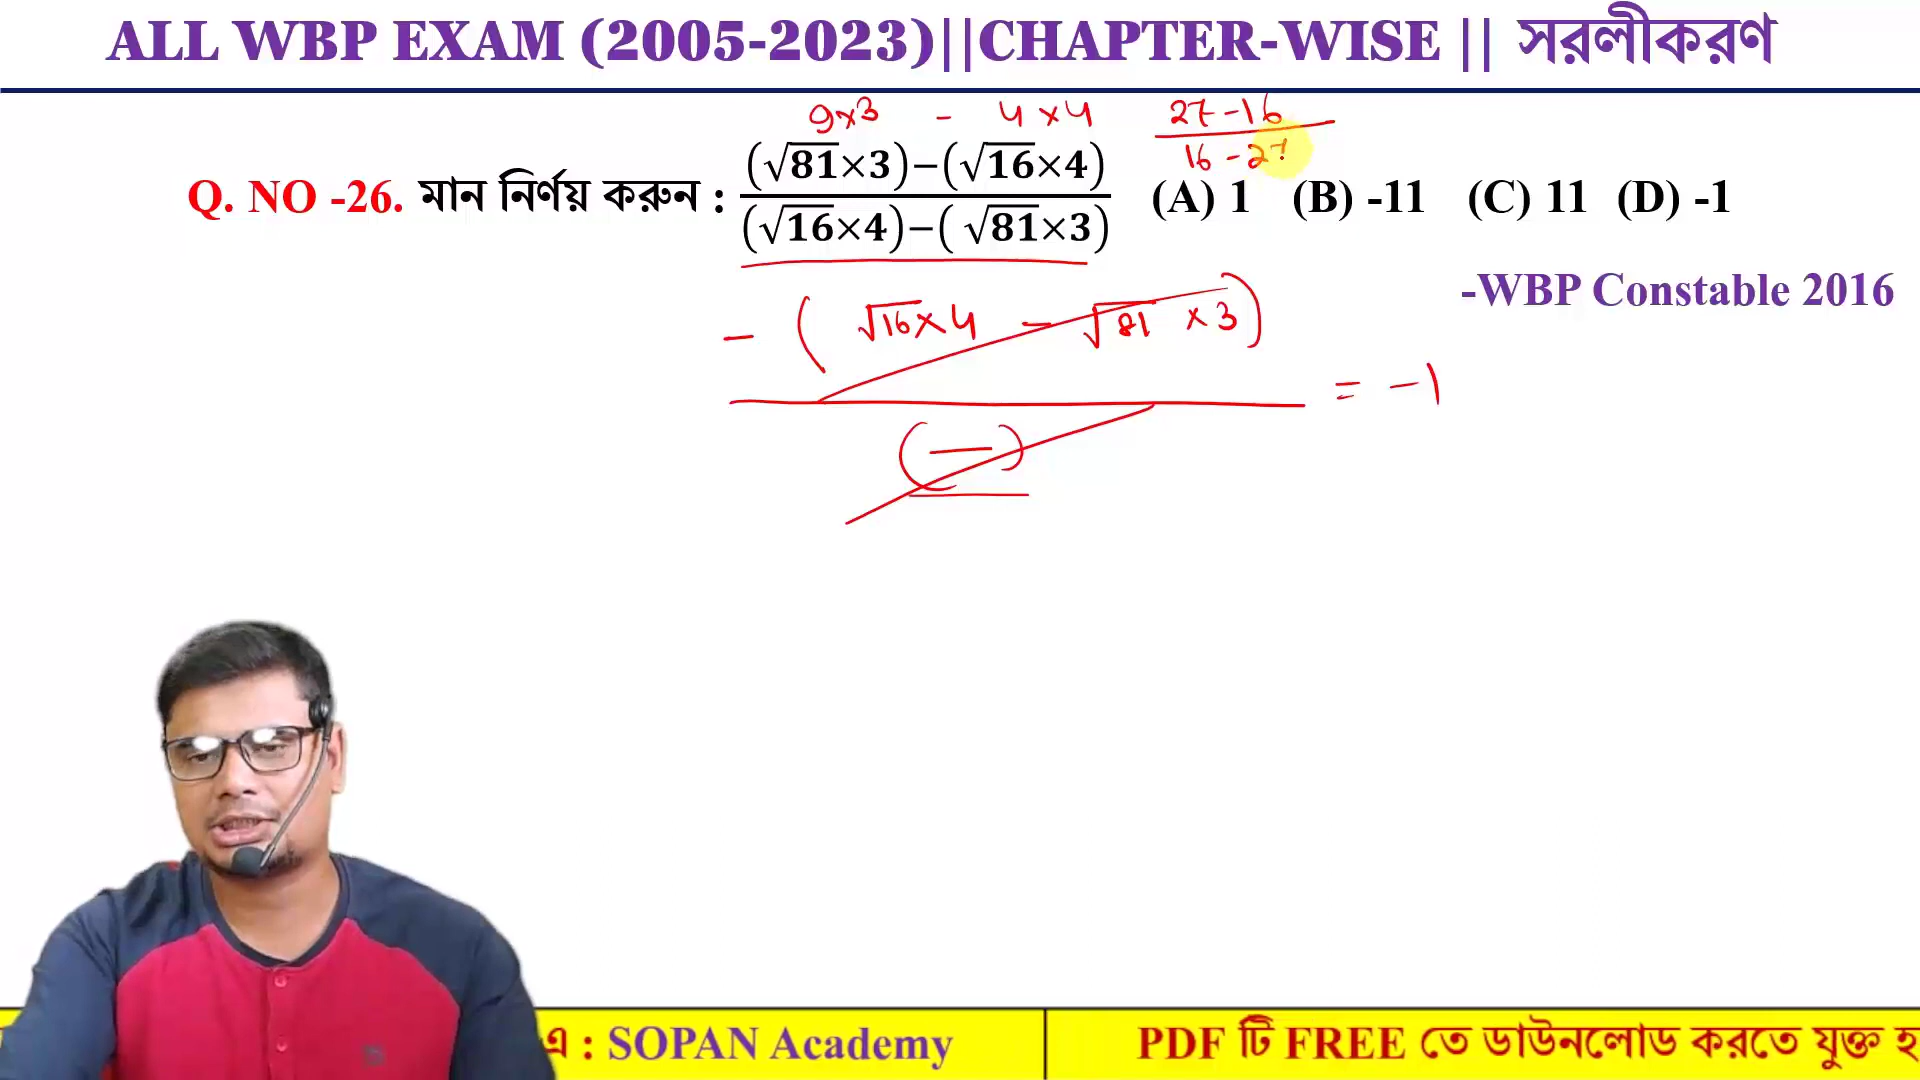 ALL WBP EXAM (2005-2023)||CHAPTER-WISE || সরলীকরণ
9×3 - 4×4
27-16
16-27
Q. NO -26. মান নির্ণয় করুন : (√81×3)−(√16×4) / (√16×4)−( √81×3) (A) 1 (B) -11 (C) 11 (D) -1
-WBP Constable 2016
- ( √16×4 - √81 ×3)
(—)
= -1
এ : SOPAN Academy
PDF টি FREE তে ডাউনলোড করতে যুক্ত হ